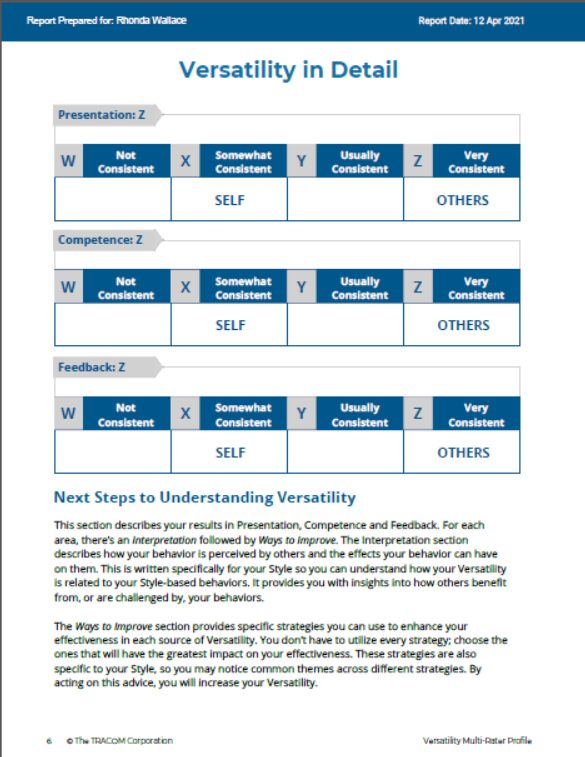 Report Prepared for: Rhonda Wallace
Report Date: 12 Apr 2021
Versatility in Detail
Presentation: Z
W Not Consistent X Somewhat Consistent Y Usually Consistent Z Very Consistent
SELF OTHERS
Competence: Z
W Not Consistent X Somewhat Consistent Y Usually Consistent Z Very Consistent
SELF OTHERS
Feedback: Z
W Not Consistent X Somewhat Consistent Y Usually Consistent Z Very Consistent
SELF OTHERS
Next Steps to Understanding Versatility
This section describes your results in Presentation, Competence and Feedback. For each
area, there's an Interpretation followed by Ways to Improve. The Interpretation section
describes how your behavior is perceived by others and the effects your behavior can have
on them. This is written specifically for your Style so you can understand how your Versatility
is related to your Style-based behaviors. It provides you with insights into how others benefit
from, or are challenged by, your behaviors.
The Ways to Improve section provides specific strategies you can use to enhance your
effectiveness in each source of Versatility. You don't have to utilize every strategy; choose the
ones that will have the greatest impact on your effectiveness. These strategies are also
specific to your Style, so you may notice common themes across different strategies. By
acting on this advice, you will increase your Versatility.
6 © The TRACOM Corporation
Versatility Multi-Rater Profile